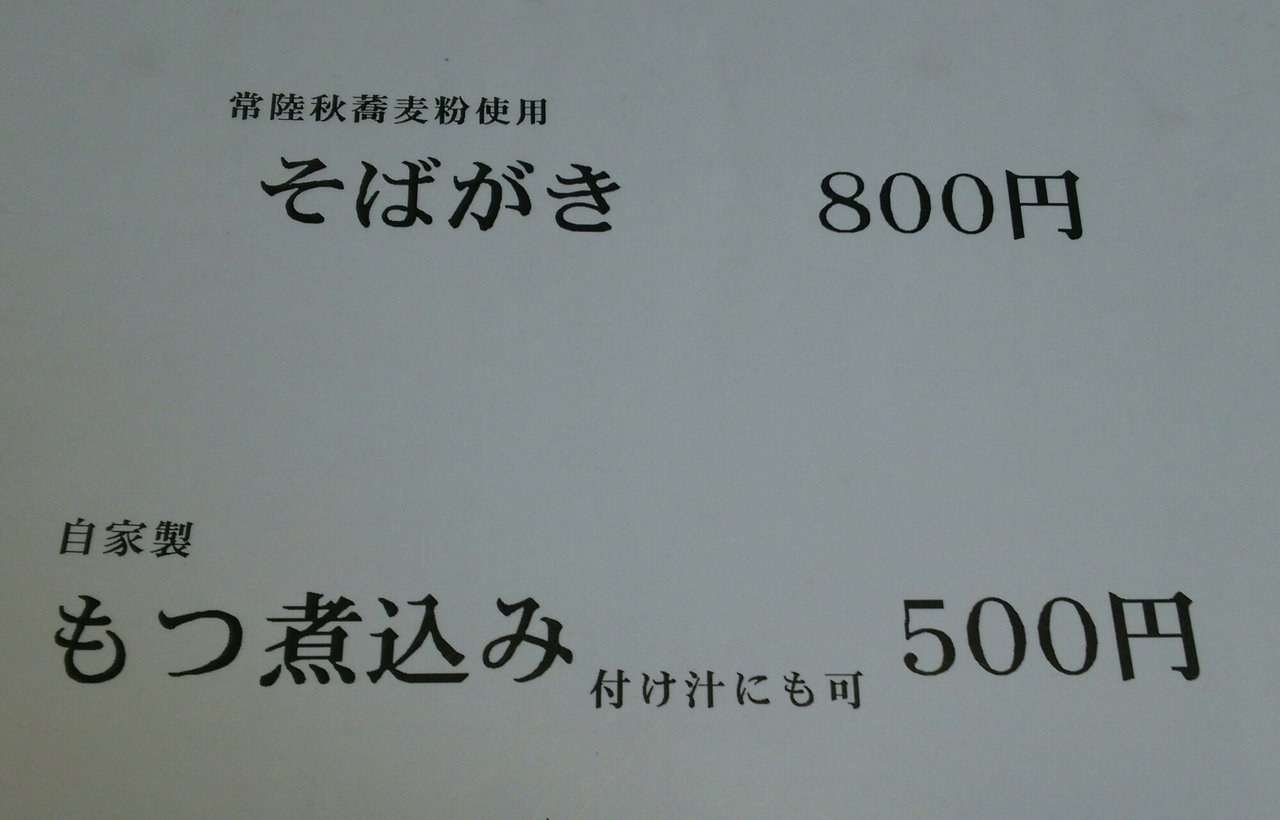 常陸秋蕎麦粉使用
そばがき 800円
自家製
もつ煮込み 付け汁にも可 500円